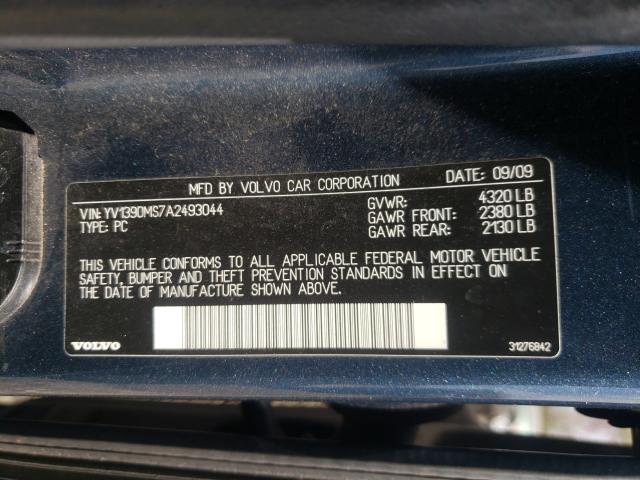 MFD BY VOLVO CAR CORPORATION DATE: 09/09
VIN: YV1390MS7A2493044
TYPE: PC
GVWR: 4320 LB
GAWR FRONT: 2380 LB
GAWR REAR: 2130 LB
THIS VEHICLE CONFORMS TO ALL APPLICABLE FEDERAL MOTOR VEHICLE
SAFETY, BUMPER AND THEFT PREVENTION STANDARDS IN EFFECT ON
THE DATE OF MANUFACTURE SHOWN ABOVE.
VOLVO 31276842